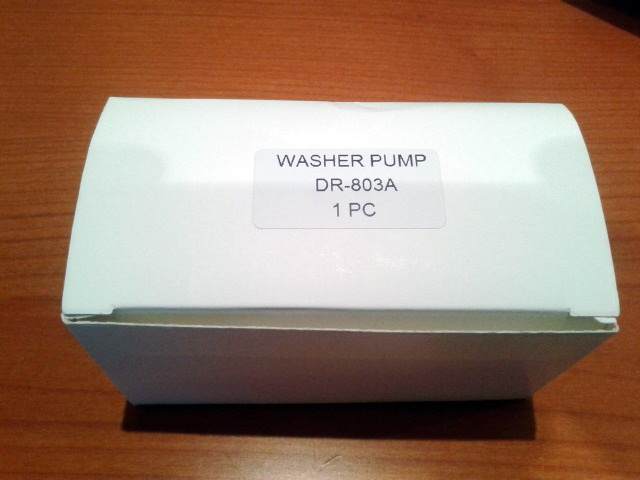 WASHER PUMP
DR-803A
1 PC